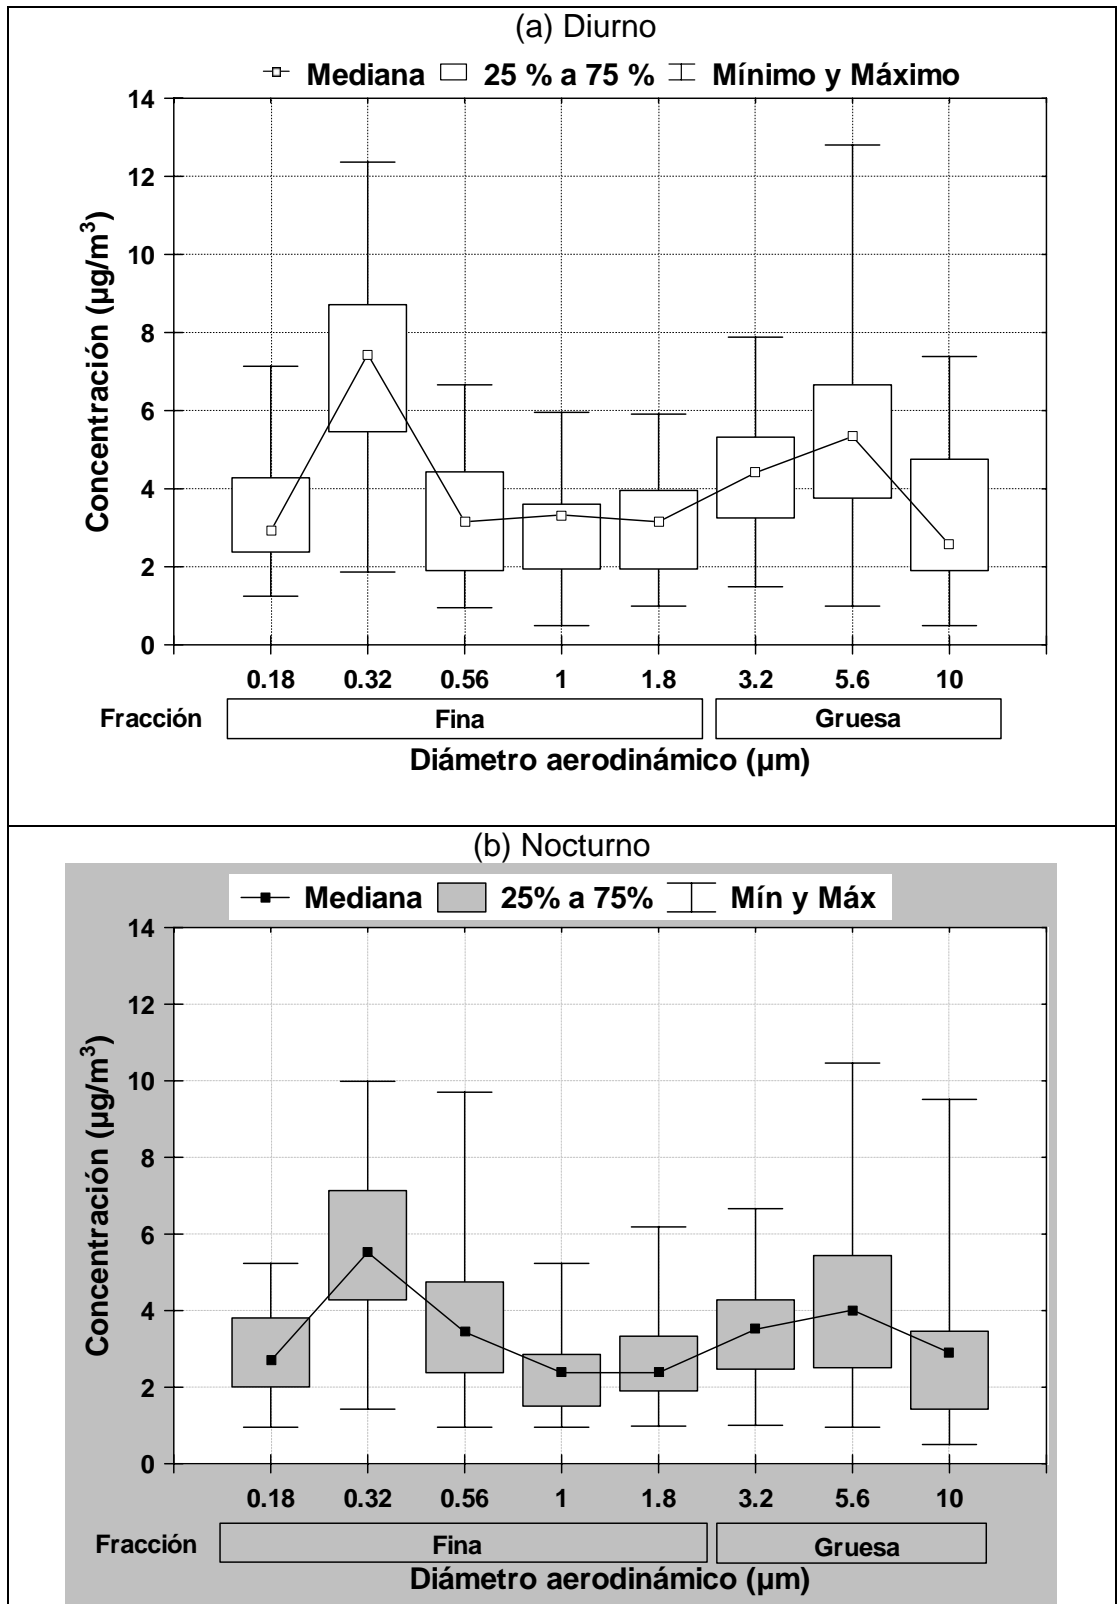 (a) Diurno
Mediana 25 % a 75 % Mínimo y Máximo
14
12
10
8
6
4
2
0
Concentración (µg/m³)
0.18 0.32 0.56 1 1.8 3.2 5.6 10
Fracción Fina Gruesa
Diámetro aerodinámico (µm)
(b) Nocturno
Mediana 25% a 75% Mín y Máx
14
12
10
8
6
4
2
0
Concentración (µg/m³)
0.18 0.32 0.56 1 1.8 3.2 5.6 10
Fracción Fina Gruesa
Diámetro aerodinámico (µm)